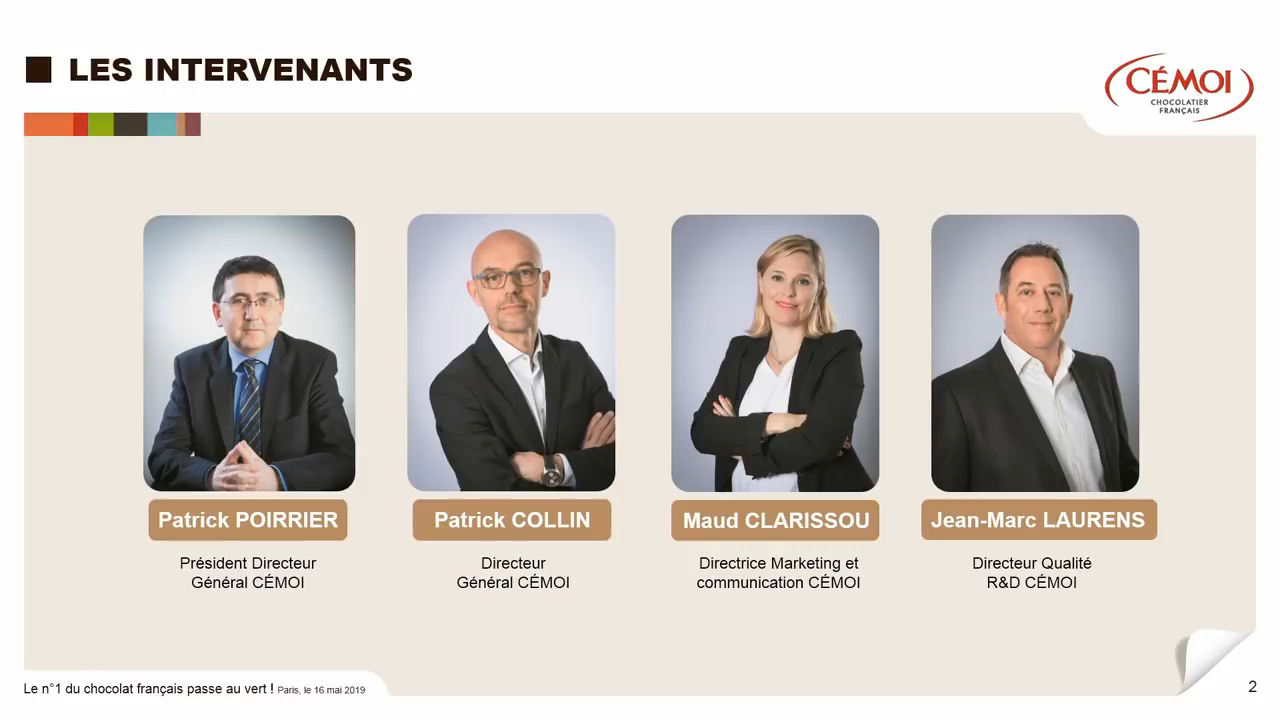 LES INTERVENANTS
CÉMOI
CHOCOLATIER
FRANÇAIS
Patrick POIRRIER
Président Directeur
Général CÉMOI
Patrick COLLIN
Directeur
Général CÉMOI
Maud CLARISSOU
Directrice Marketing et
communication CÉMOI
Jean-Marc LAURENS
Directeur Qualité
R&D CÉMOI
Le n°1 du chocolat français passe au vert ! Paris, le 16 mai 2019
2